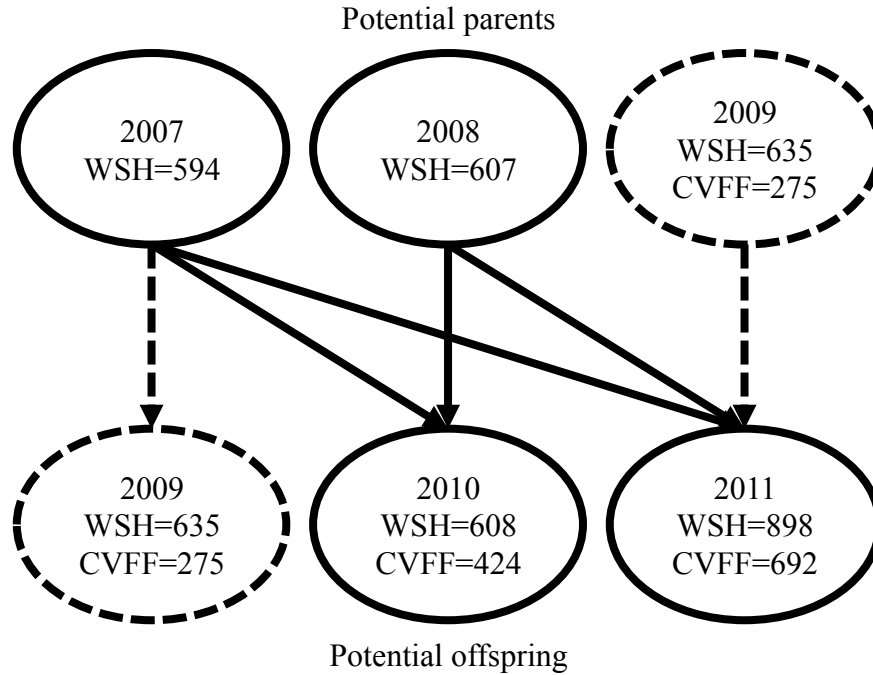 Potential parents
2007
WSH=594
2008
WSH=607
2009
WSH=635
CVFF=275
2009
WSH=635
CVFF=275
2010
WSH=608
CVFF=424
2011
WSH=898
CVFF=692
Potential offspring